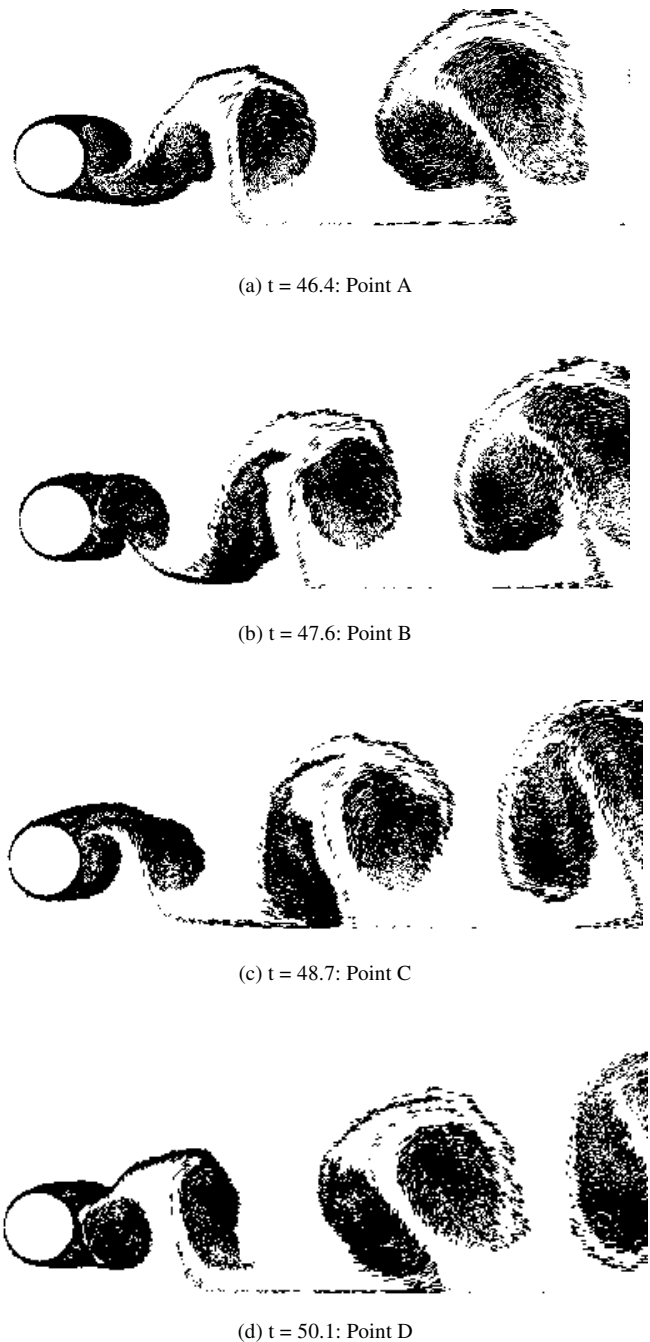 (a) t = 46.4: Point A
(b) t = 47.6: Point B
(c) t = 48.7: Point C
(d) t = 50.1: Point D